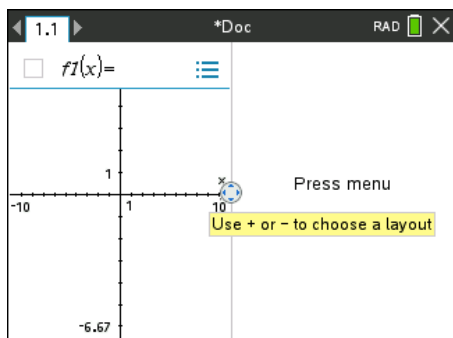 1.1 *Doc RAD
f1(x)=
1
x
-10 1 10
Press menu
Use + or - to choose a layout
-6.67